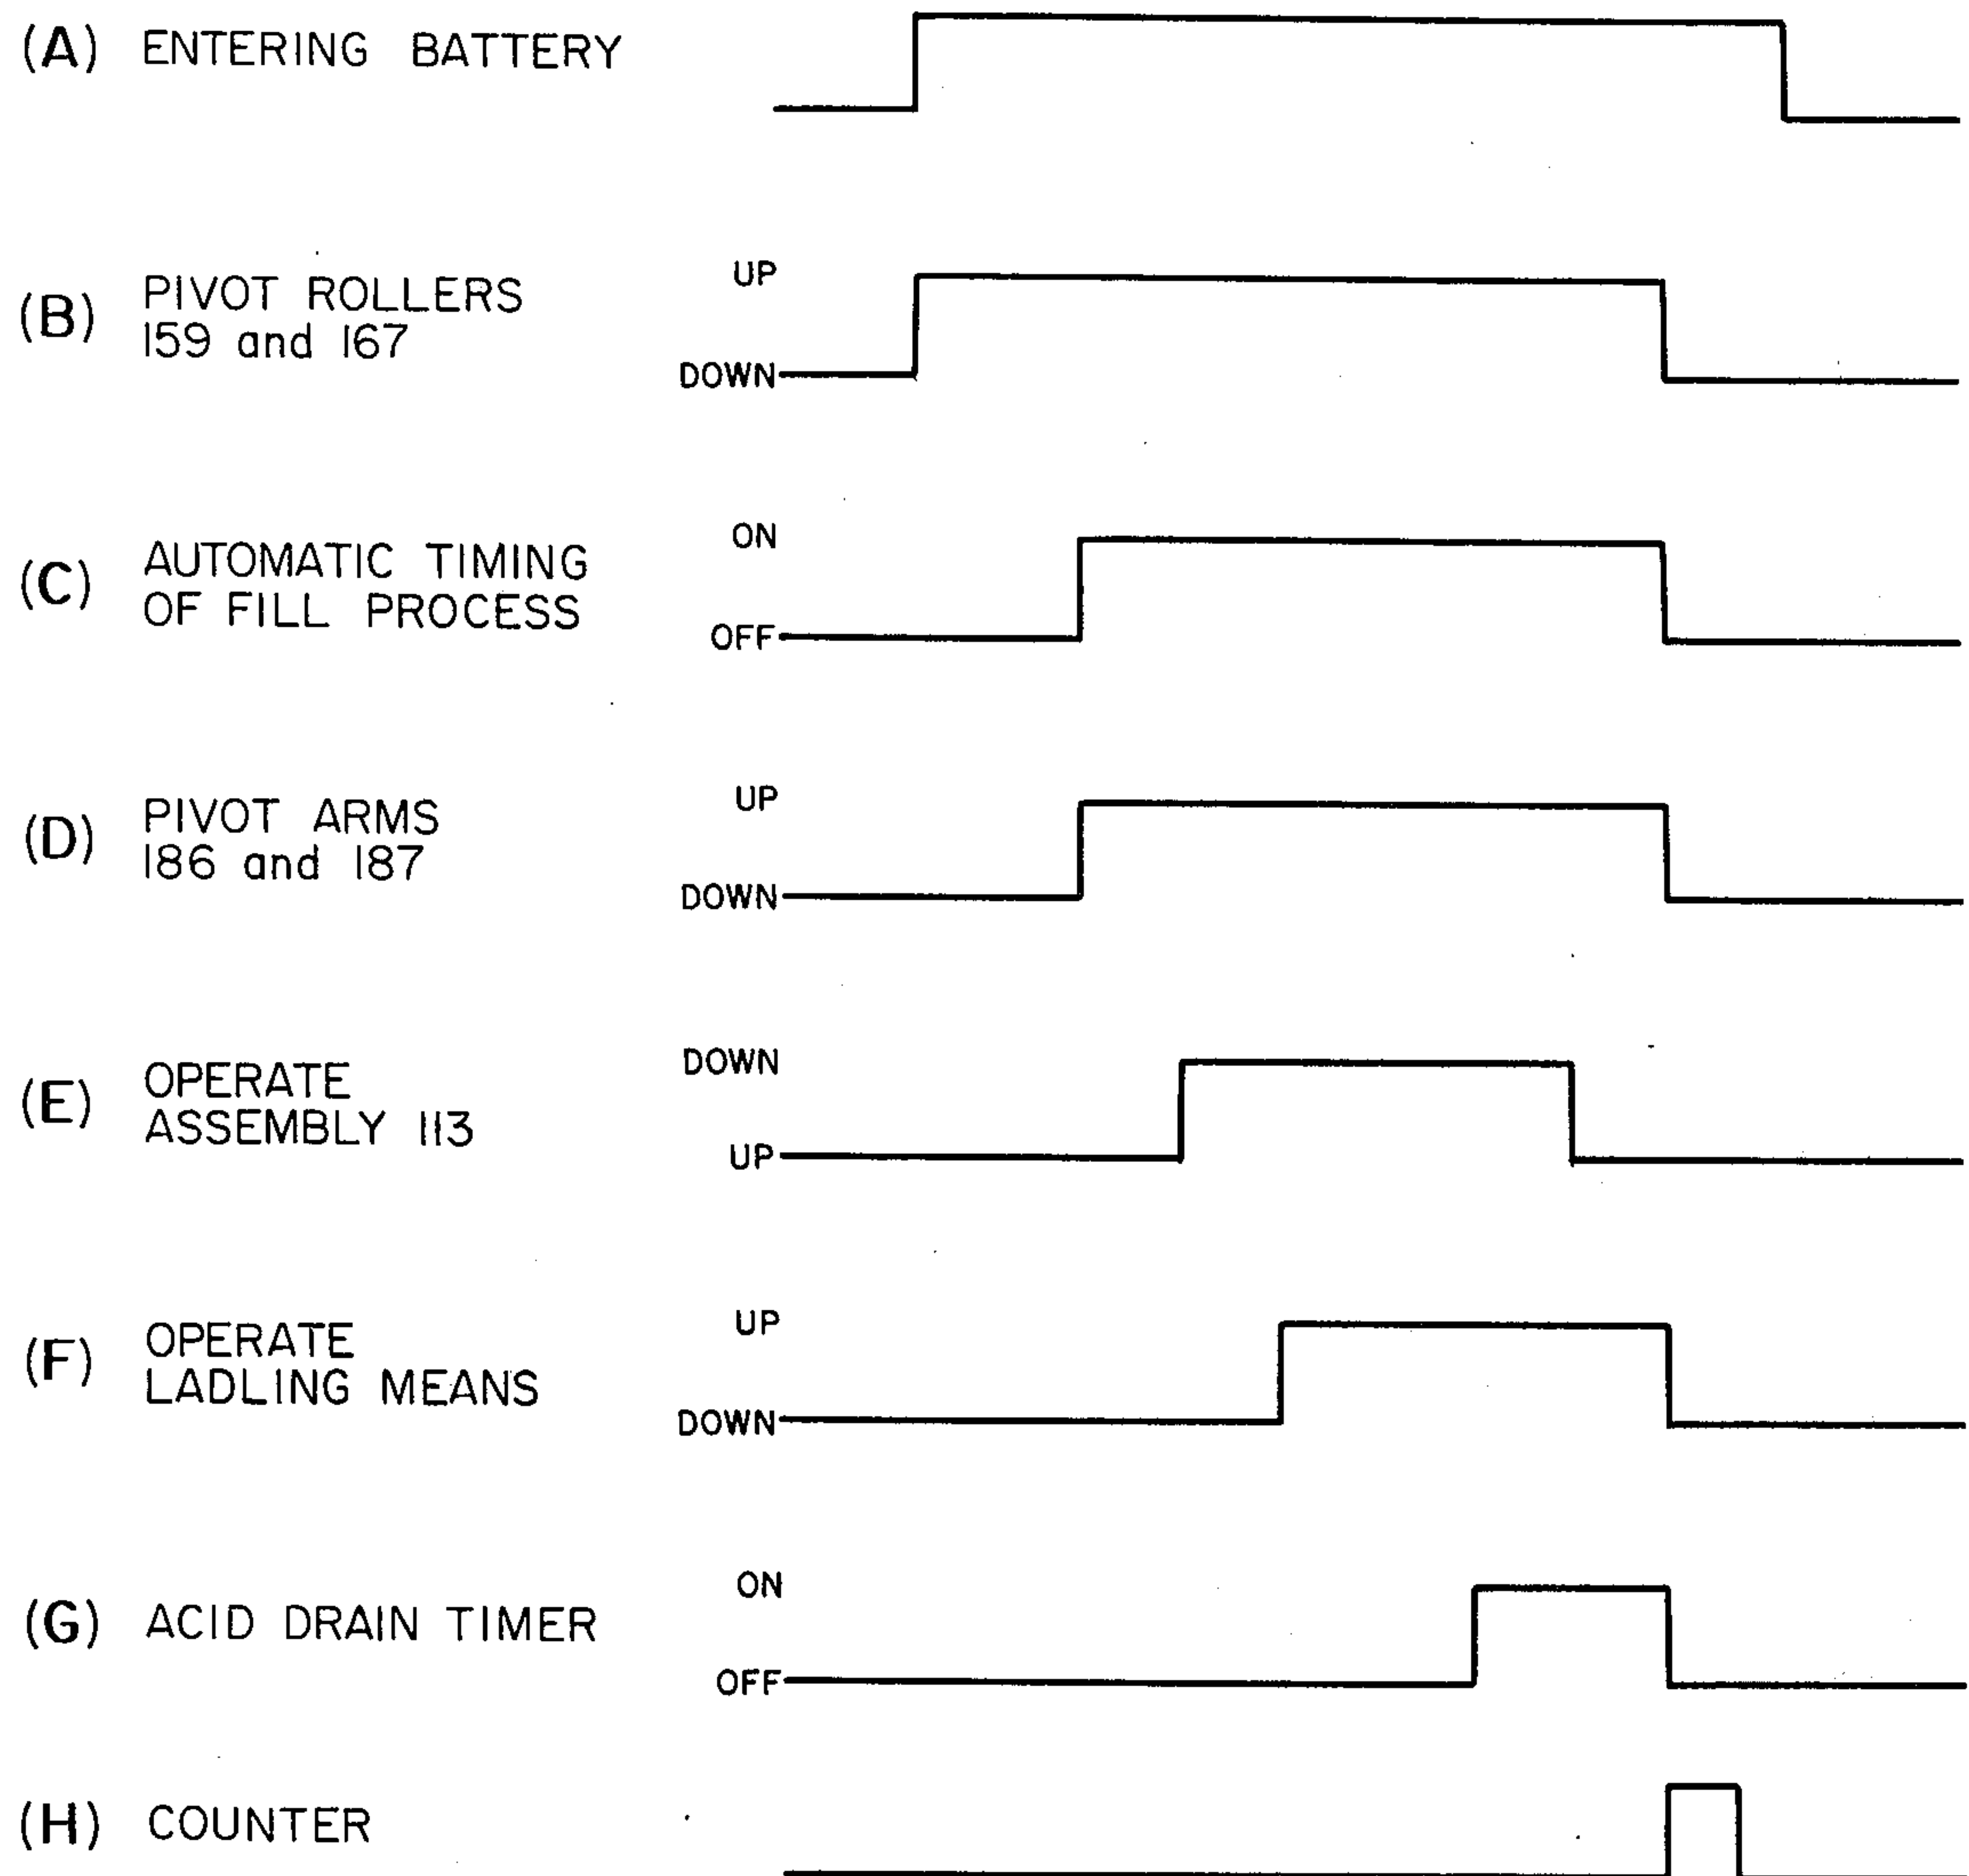 (A) ENTERING BATTERY
(B) PIVOT ROLLERS
159 and 167
UP
DOWN
(C) AUTOMATIC TIMING
OF FILL PROCESS
ON
OFF
(D) PIVOT ARMS
186 and 187
UP
DOWN
(E) OPERATE
ASSEMBLY 113
DOWN
UP
(F) OPERATE
LADLING MEANS
UP
DOWN
(G) ACID DRAIN TIMER
ON
OFF
(H) COUNTER